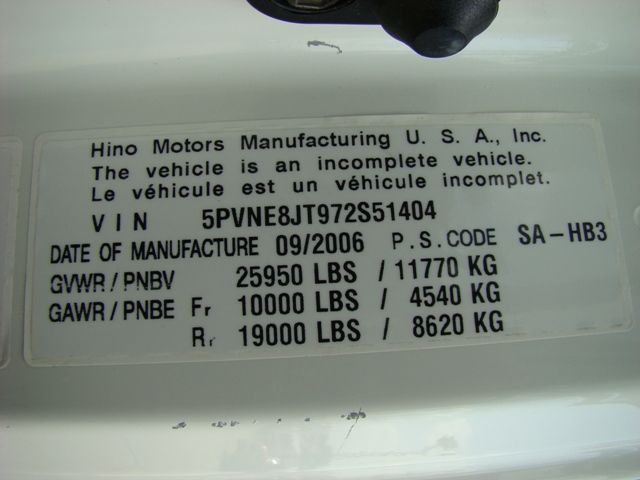 Hino Motors Manufacturing U. S. A., Inc.
The vehicle is an incomplete vehicle.
Le véhicule est un véhicule incomplet.
VIN 5PVNE8JT972S51404
DATE OF MANUFACTURE 09/2006 P.S.CODE SA-HB3
GVWR/PNBV 25950 LBS / 11770 KG
GAWR/PNBE Fr 10000 LBS / 4540 KG
Rr 19000 LBS / 8620 KG